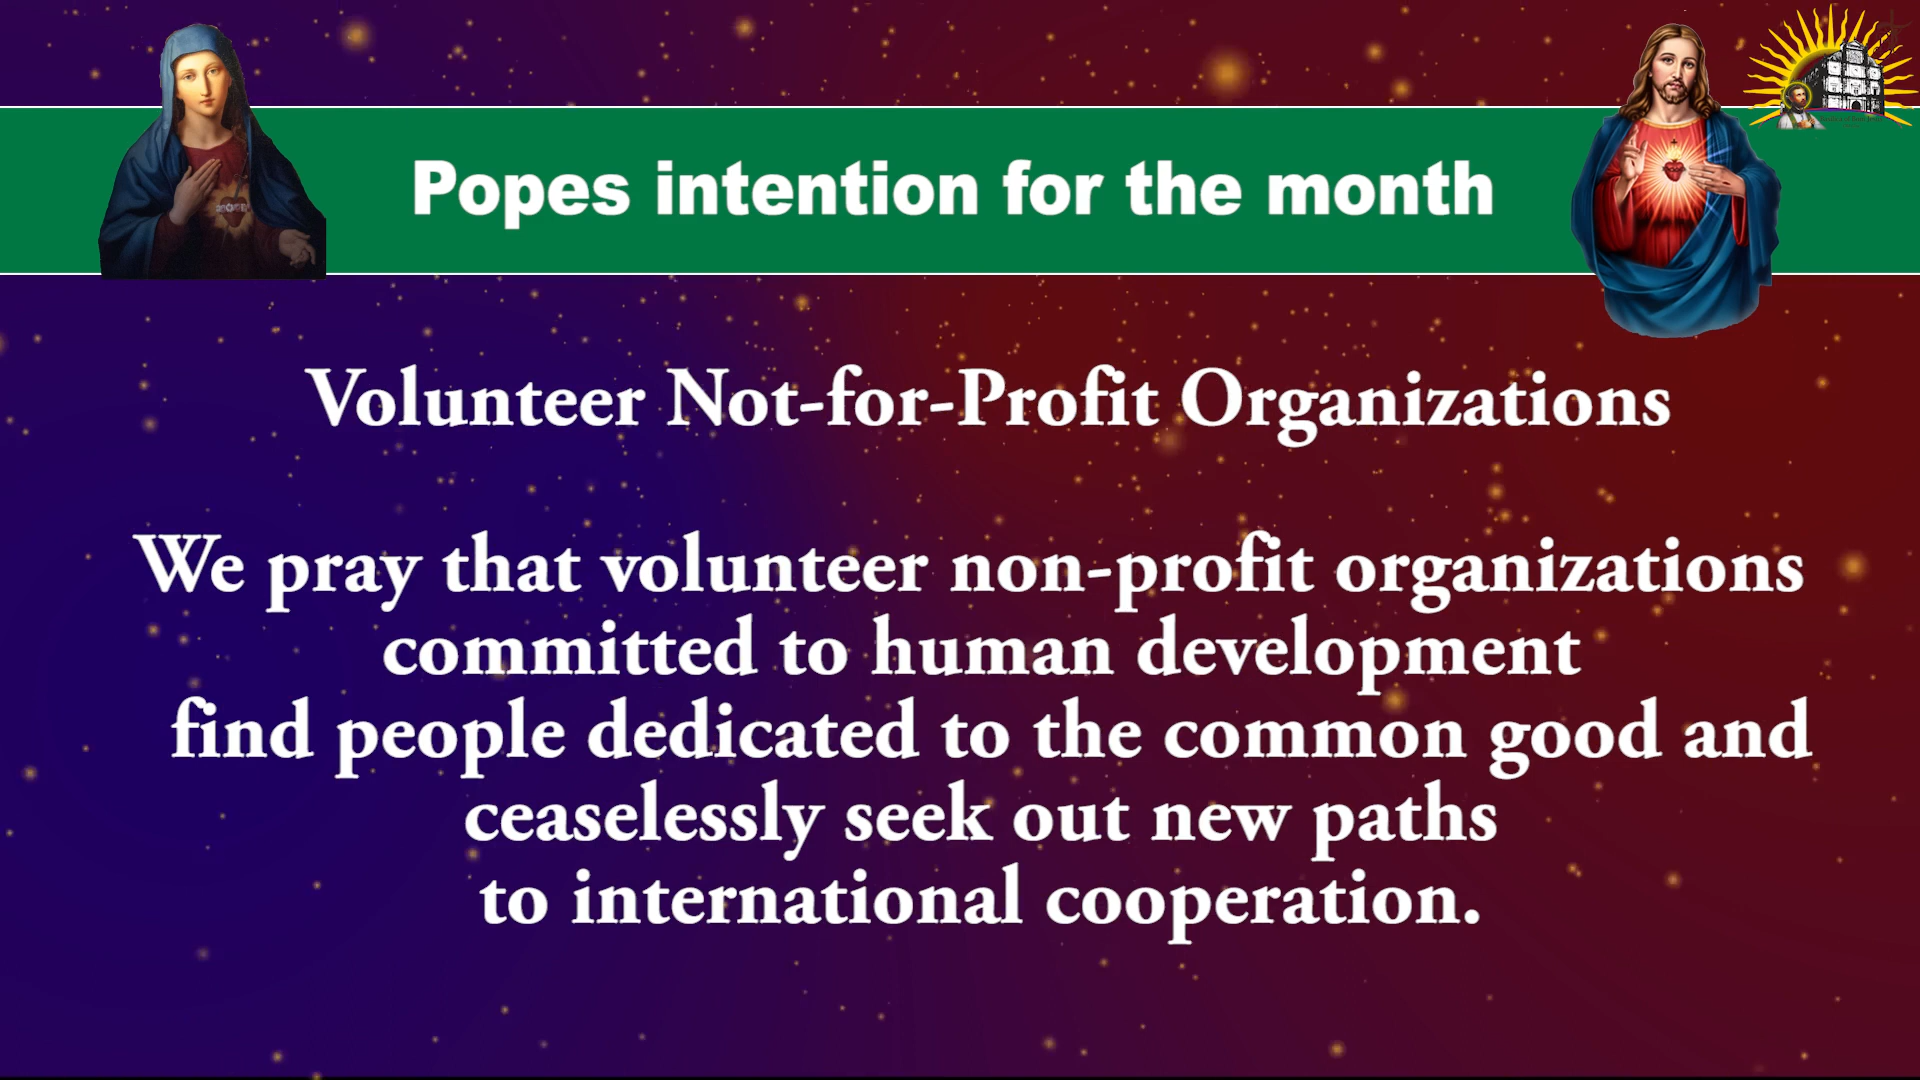 Popes intention for the month
Volunteer Not-for-Profit Organizations
We pray that volunteer non-profit organizations
committed to human development
find people dedicated to the common good and
ceaselessly seek out new paths
to international cooperation.